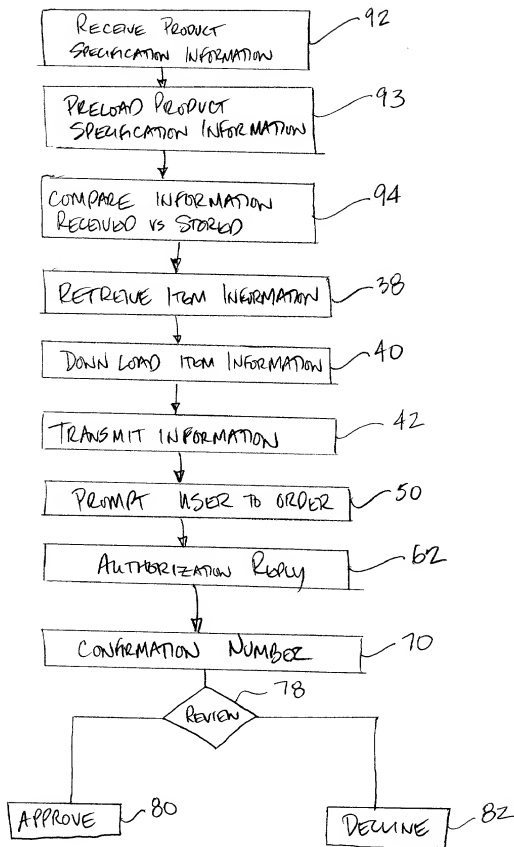 RECEIVE PRODUCT
SPECIFICATION INFORMATION
92
PRELOAD PRODUCT
SPECIFICATION INFORMATION
93
COMPARE INFORMATION
RECEIVED VS STORED
94
RETREIVE ITEM INFORMATION
38
DOWN LOAD ITEM INFORMATION
40
TRANSMIT INFORMATION
42
PROMPT USER TO ORDER
50
AUTHORIZATION REPLY
62
CONFIRMATION NUMBER
70
78
REVIEW
APPROVE
80
DECLINE
82